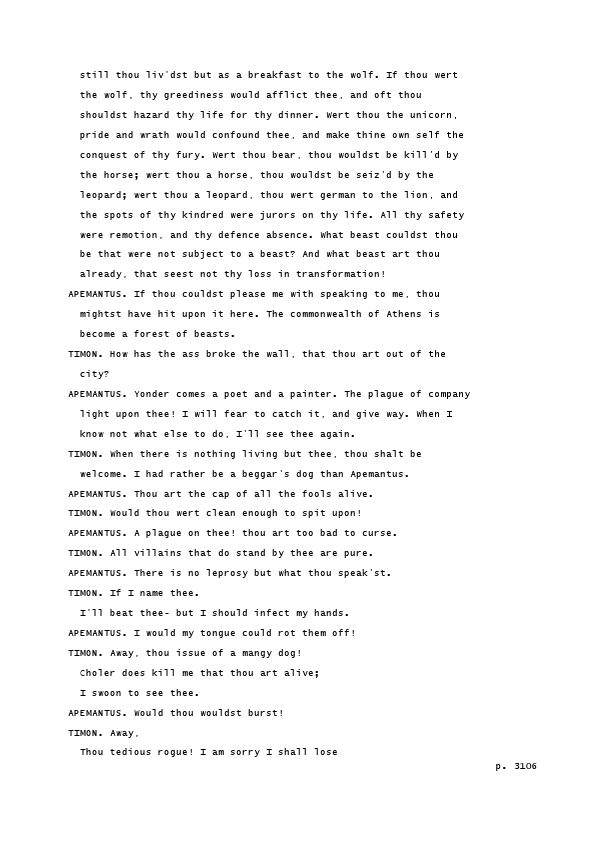 still thou liv'dst but as a breakfast to the wolf. If thou wert
the wolf, thy greediness would afflict thee, and oft thou
shouldst hazard thy life for thy dinner. Wert thou the unicorn,
pride and wrath would confound thee, and make thine own self the
conquest of thy fury. Wert thou bear, thou wouldst be kill'd by
the horse; wert thou a horse, thou wouldst be seiz'd by the
leopard; wert thou a leopard, thou wert german to the lion, and
the spots of thy kindred were jurors on thy life. All thy safety
were remotion, and thy defence absence. What beast couldst thou
be that were not subject to a beast? And what beast art thou
already, that seest not thy loss in transformation!
APEMANTUS. If thou couldst please me with speaking to me, thou
mightst have hit upon it here. The commonwealth of Athens is
become a forest of beasts.
TIMON. How has the ass broke the wall, that thou art out of the
city?
APEMANTUS. Yonder comes a poet and a painter. The plague of company
light upon thee! I will fear to catch it, and give way. When I
know not what else to do, I'll see thee again.
TIMON. When there is nothing living but thee, thou shalt be
welcome. I had rather be a beggar's dog than Apemantus.
APEMANTUS. Thou art the cap of all the fools alive.
TIMON. Would thou wert clean enough to spit upon!
APEMANTUS. A plague on thee! thou art too bad to curse.
TIMON. All villains that do stand by thee are pure.
APEMANTUS. There is no leprosy but what thou speak'st.
TIMON. If I name thee.
I'll beat thee- but I should infect my hands.
APEMANTUS. I would my tongue could rot them off!
TIMON. Away, thou issue of a mangy dog!
Choler does kill me that thou art alive;
I swoon to see thee.
APEMANTUS. Would thou wouldst burst!
TIMON. Away,
Thou tedious rogue! I am sorry I shall lose
p. 3106